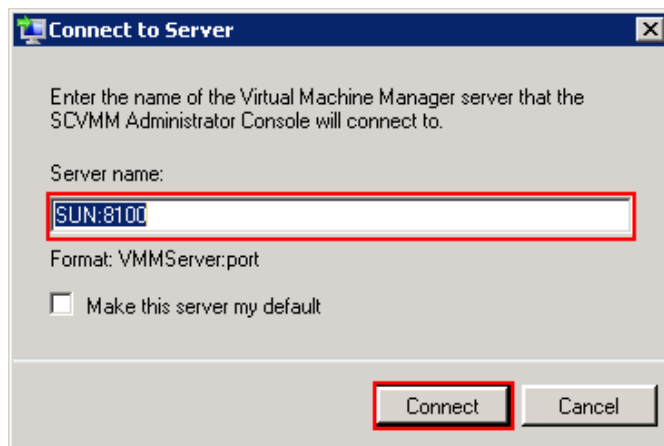 Connect to Server
Enter the name of the Virtual Machine Manager server that the
SCVMM Administrator Console will connect to.
Server name:
SUN:8100
Format: VMMServer:port
Make this server my default
Connect
Cancel